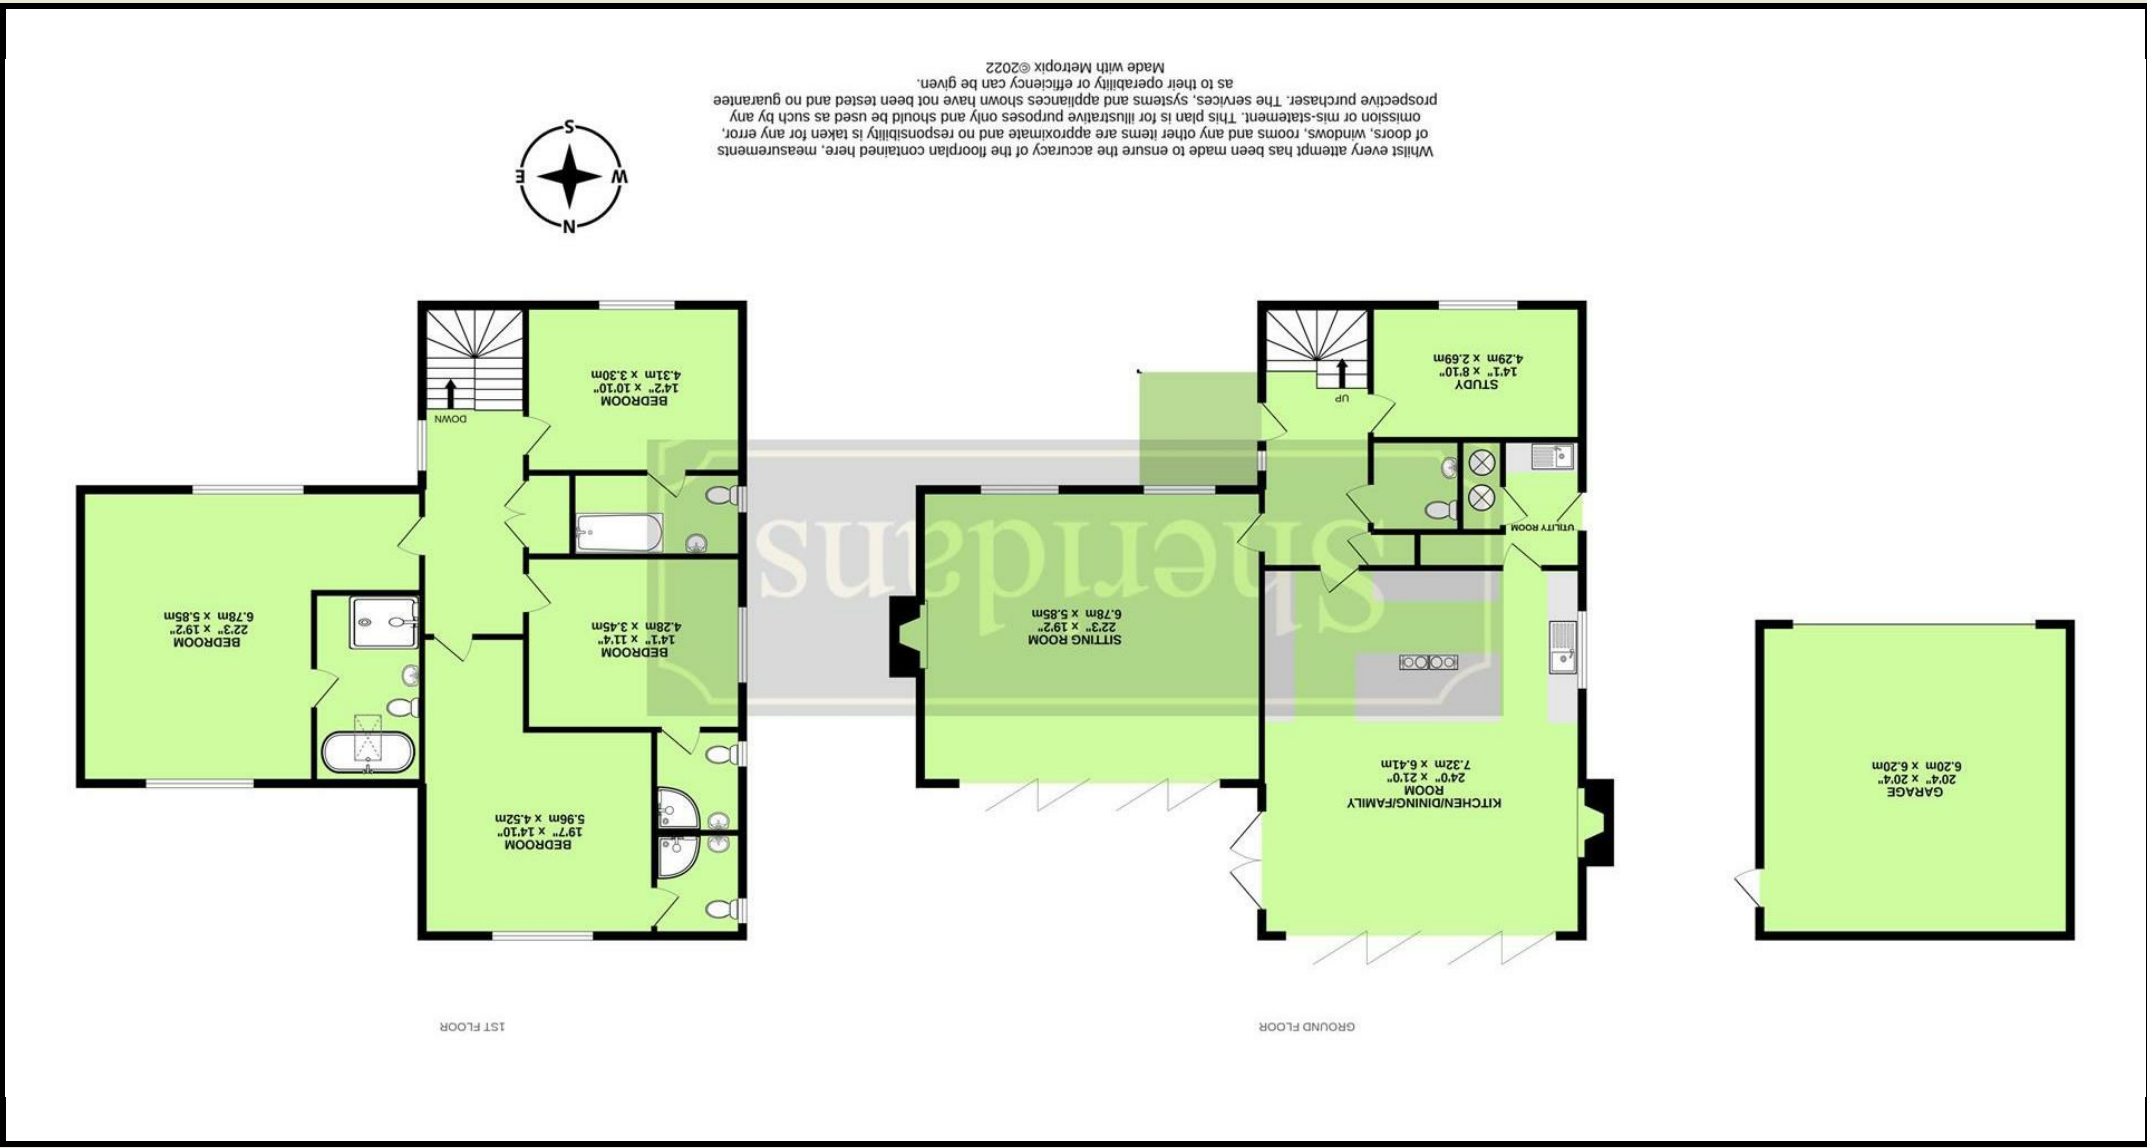 GROUND FLOOR
1ST FLOOR
GARAGE
20'4" x 20'4"
6.20m x 6.20m
KITCHEN/DINING/FAMILY
ROOM
24'0" x 21'0"
7.32m x 6.41m
SITTING ROOM
22'3" x 19'2"
6.78m x 5.85m
UTILITY ROOM
STUDY
14'1" x 8'10"
4.29m x 2.69m
UP
BEDROOM
19'7" x 14'10"
5.96m x 4.52m
BEDROOM
14'1" x 11'4"
4.28m x 3.45m
BEDROOM
22'3" x 19'2"
6.78m x 5.85m
BEDROOM
14'2" x 10'10"
4.31m x 3.30m
DOWN
Sheridans
N
W
E
S
Whilst every attempt has been made to ensure the accuracy of the floorplan contained here, measurements
of doors, windows, rooms and any other items are approximate and no responsibility is taken for any error,
omission or mis-statement. This plan is for illustrative purposes only and should be used as such by any
prospective purchaser. The services, systems and appliances shown have not been tested and no guarantee
as to their operability or efficiency can be given.
Made with Metropix ©2022